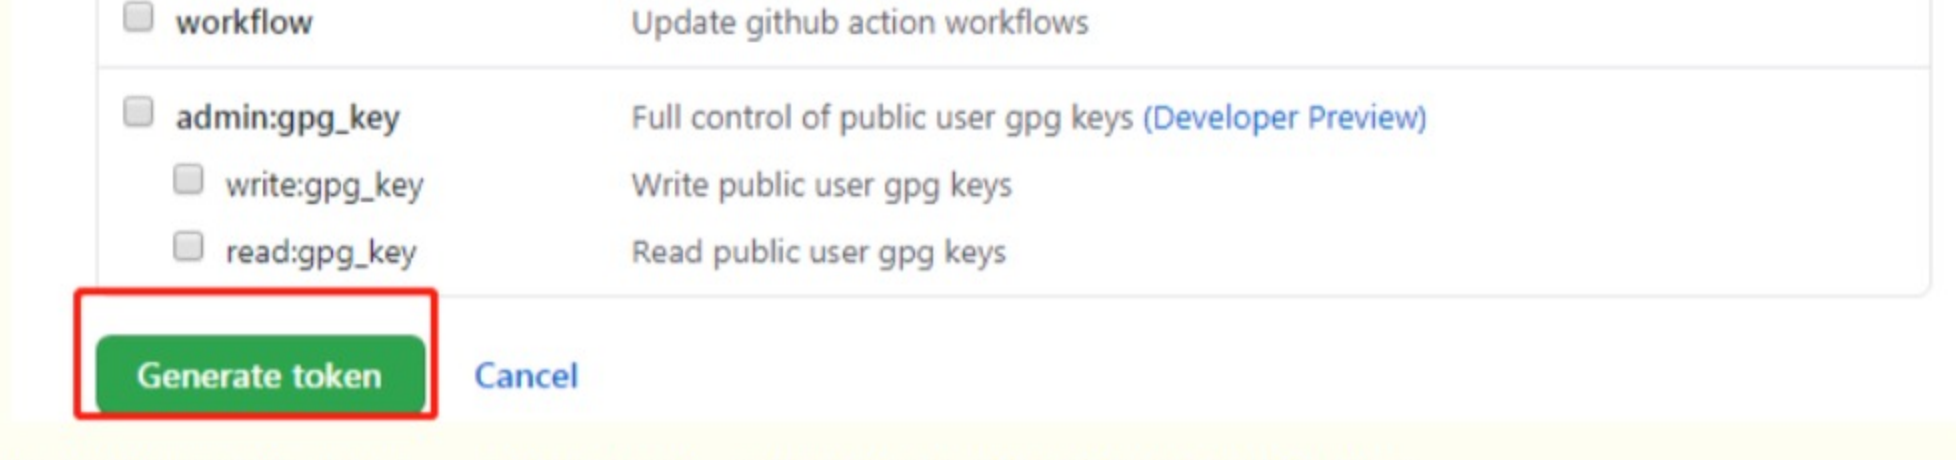 workflow Update github action workflows
admin:gpg_key Full control of public user gpg keys (Developer Preview)
write:gpg_key Write public user gpg keys
read:gpg_key Read public user gpg keys
Generate token Cancel